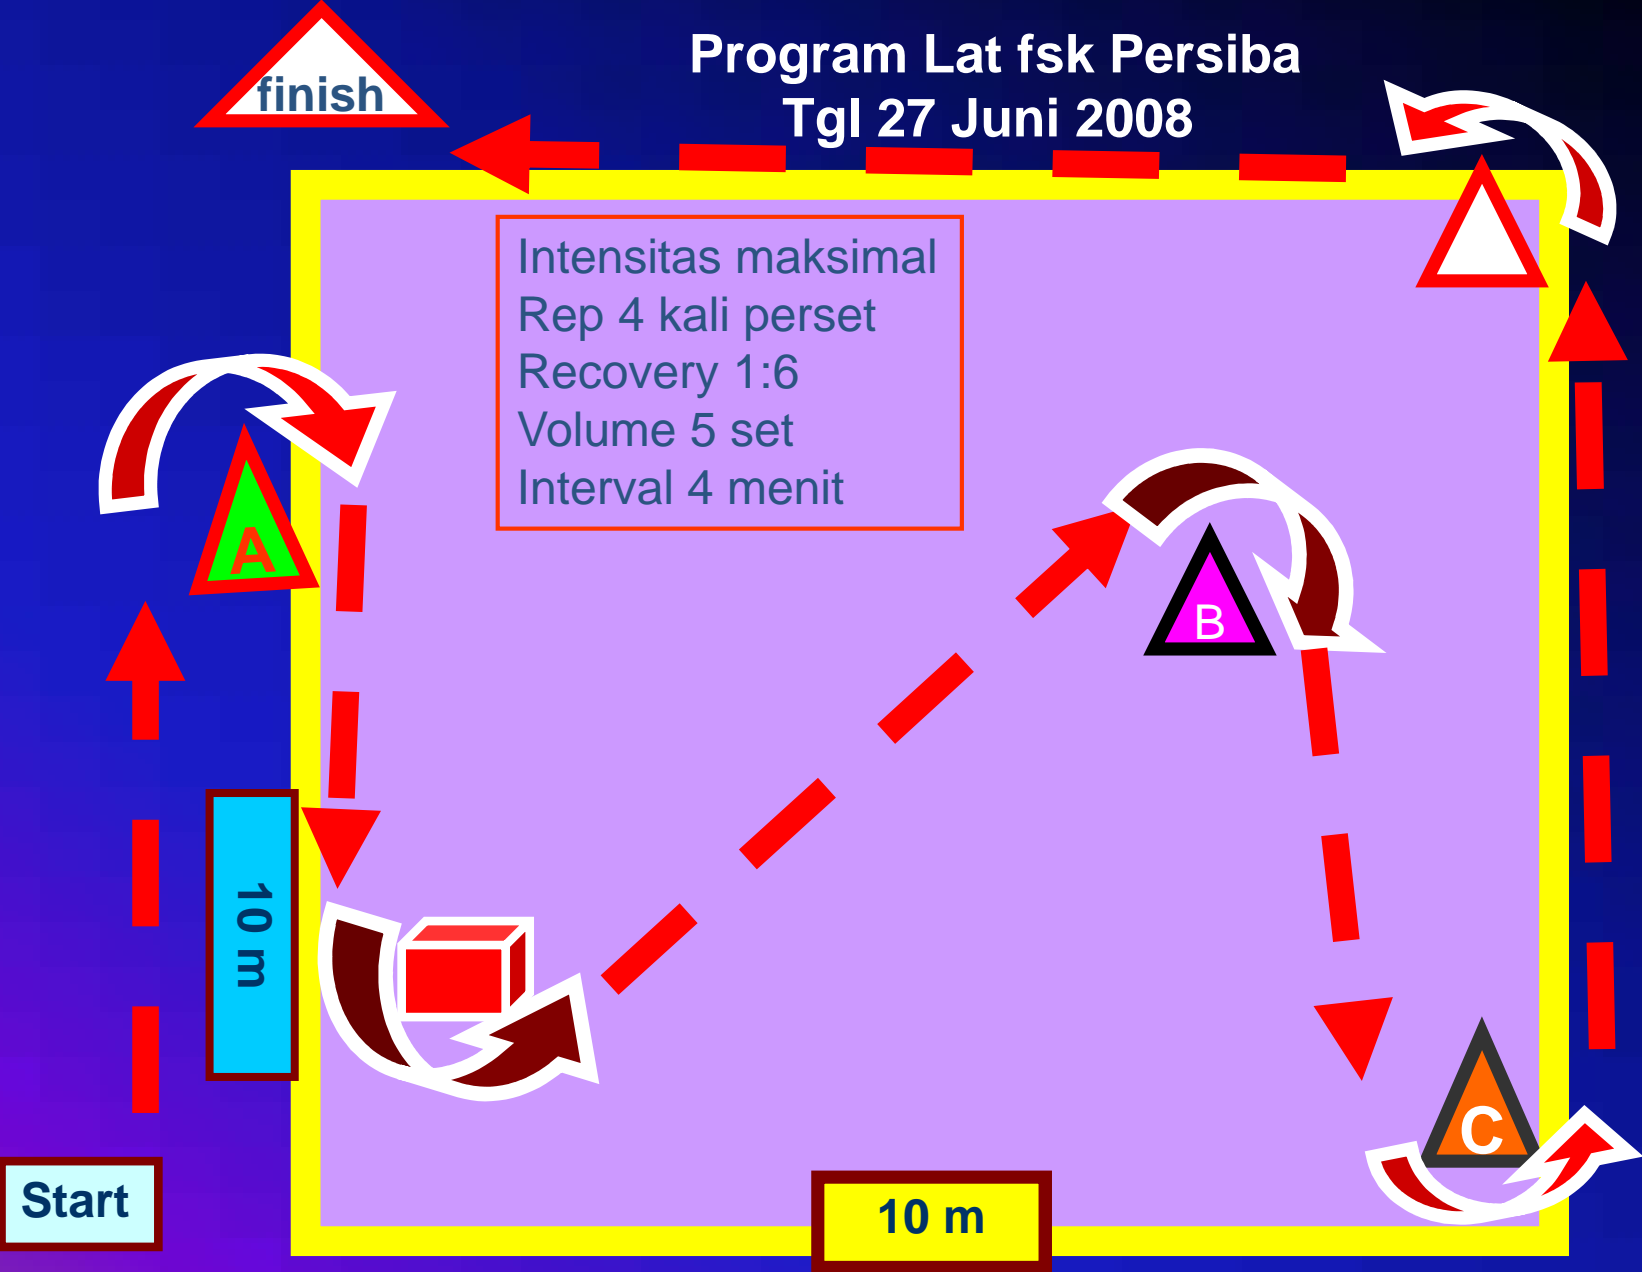 Program Lat fsk Persiba
Tgl 27 Juni 2008
finish
Intensitas maksimal
Rep 4 kali perset
Recovery 1:6
Volume 5 set
Interval 4 menit
A
B
10 m
C
Start
10 m